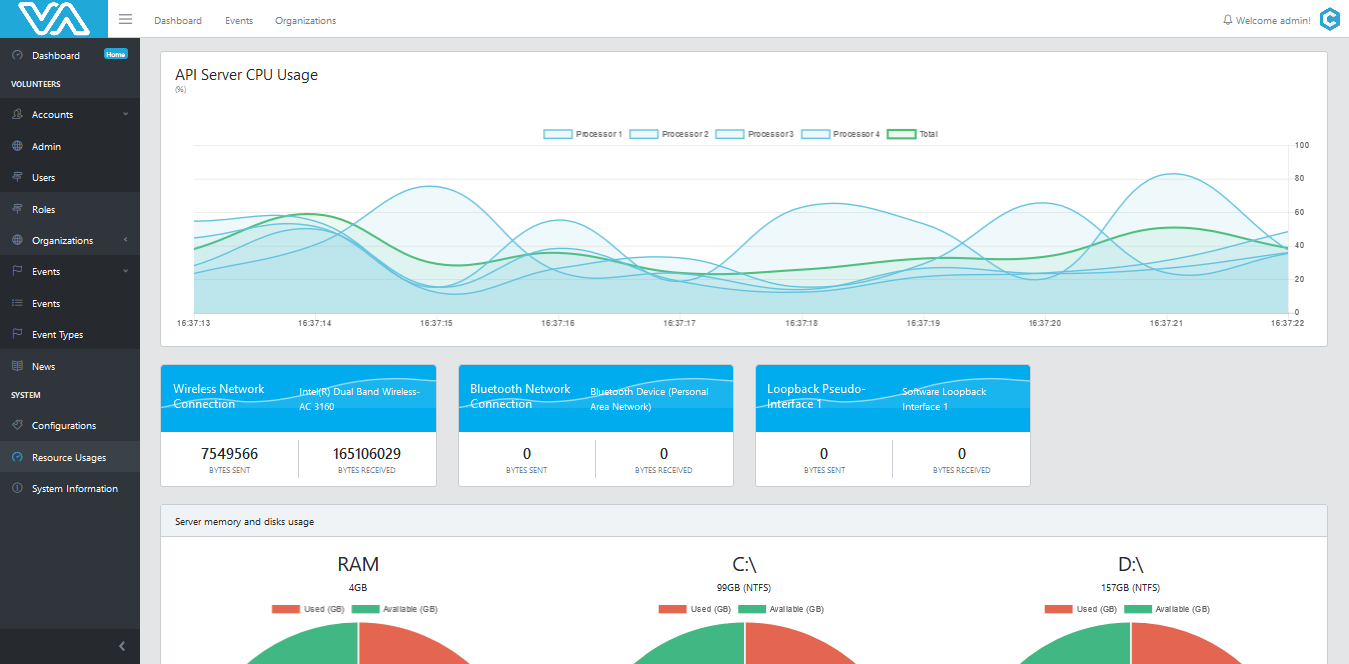 VA
Dashboard
Events
Organizations
Welcome admin!
Dashboard
Home
VOLUNTEERS
Accounts
Admin
Users
Roles
Organizations
Events
Events
Event Types
News
SYSTEM
Configurations
Resource Usages
System Information
API Server CPU Usage
(%)
Processor 1
Processor 2
Processor 3
Processor 4
Total
100
80
60
40
20
0
16:37:13
16:37:14
16:37:15
16:37:16
16:37:17
16:37:18
16:37:19
16:37:20
16:37:21
16:37:22
Wireless Network
Connection
Intel(R) Dual Band Wireless-
AC 3160
7549566
BYTES SENT
165106029
BYTES RECEIVED
Bluetooth Network
Connection
Bluetooth Device (Personal
Area Network)
0
BYTES SENT
0
BYTES RECEIVED
Loopback Pseudo-
Interface 1
Software Loopback
Interface 1
0
BYTES SENT
0
BYTES RECEIVED
Server memory and disks usage
RAM
4GB
Used (GB)
Available (GB)
C:\
99GB (NTFS)
Used (GB)
Available (GB)
D:\
157GB (NTFS)
Used (GB)
Available (GB)